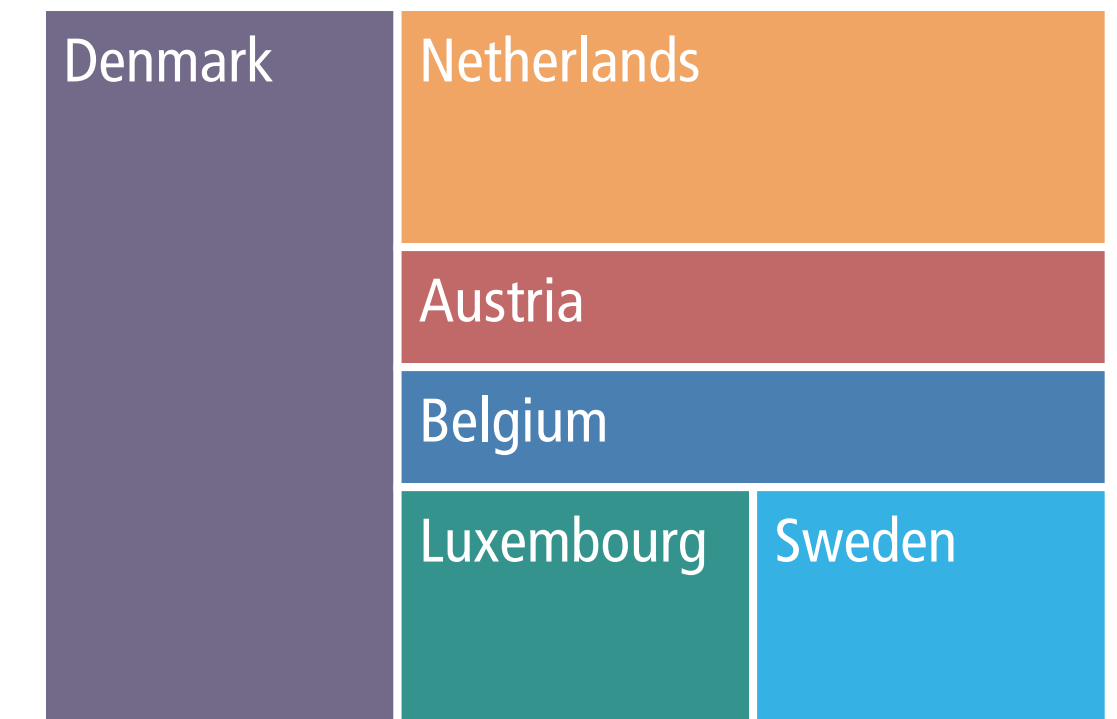 Denmark
Netherlands
Austria
Belgium
Luxembourg
Sweden